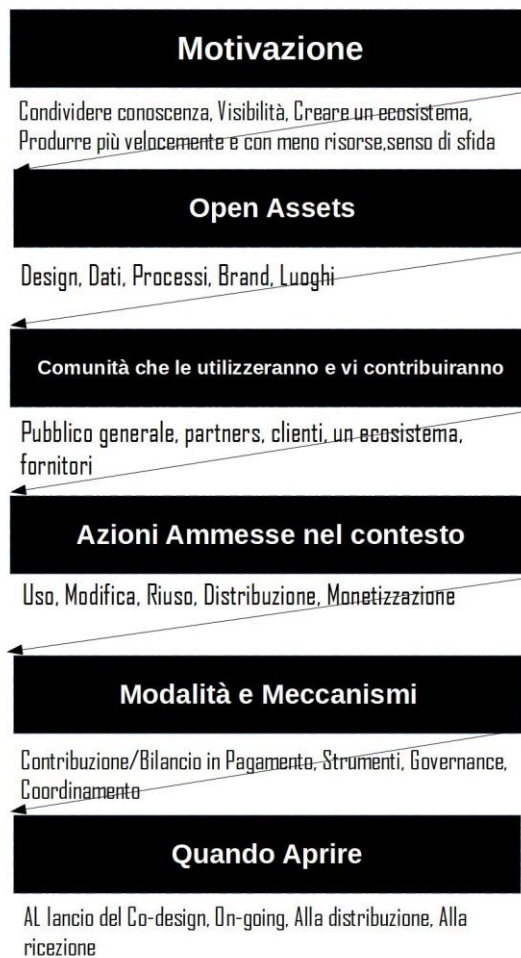 Motivazione
Condividere conoscenza, Visibilità, Creare un ecosistema,
Produrre più velocemente e con meno risorse,senso di sfida
Open Assets
Design, Dati, Processi, Brand, Luoghi
Comunità che le utilizzeranno e vi contribuiranno
Pubblico generale, partners, clienti, un ecosistema,
fornitori
Azioni Ammesse nel contesto
Uso, Modifica, Riuso, Distribuzione, Monetizzazione
Modalità e Meccanismi
Contribuzione/Bilancio in Pagamento, Strumenti, Governance,
Coordinamento
Quando Aprire
AL lancio del Co-design, On-going, Alla distribuzione, Alla
ricezione